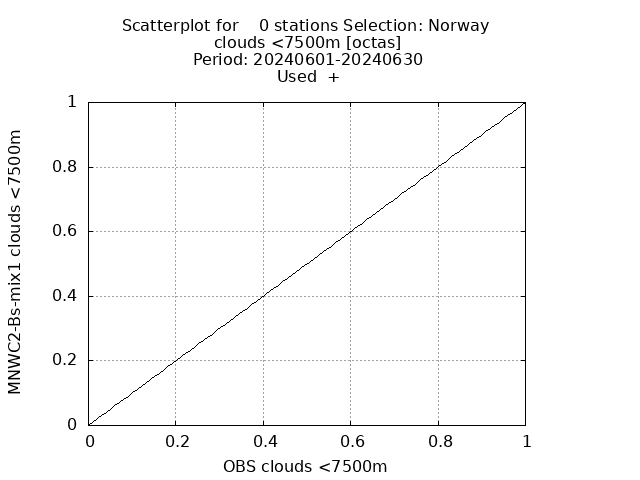 Scatterplot for    0 stations Selection: Norway
clouds <7500m [octas]
Period: 20240601-20240630
Used  +
1
0.8
0.6
0.4
0.2
0
0 0.2 0.4 0.6 0.8 1
MNWC2-Bs-mix1 clouds <7500m
OBS clouds <7500m